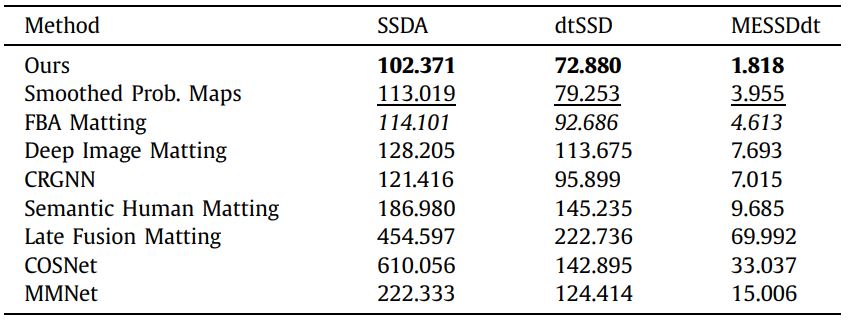 Method SSDA dtSSD MESSDdt
Ours 102.371 72.880 1.818
Smoothed Prob. Maps 113.019 79.253 3.955
FBA Matting 114.101 92.686 4.613
Deep Image Matting 128.205 113.675 7.693
CRGNN 121.416 95.899 7.015
Semantic Human Matting 186.980 145.235 9.685
Late Fusion Matting 454.597 222.736 69.992
COSNet 610.056 142.895 33.037
MMNet 222.333 124.414 15.006